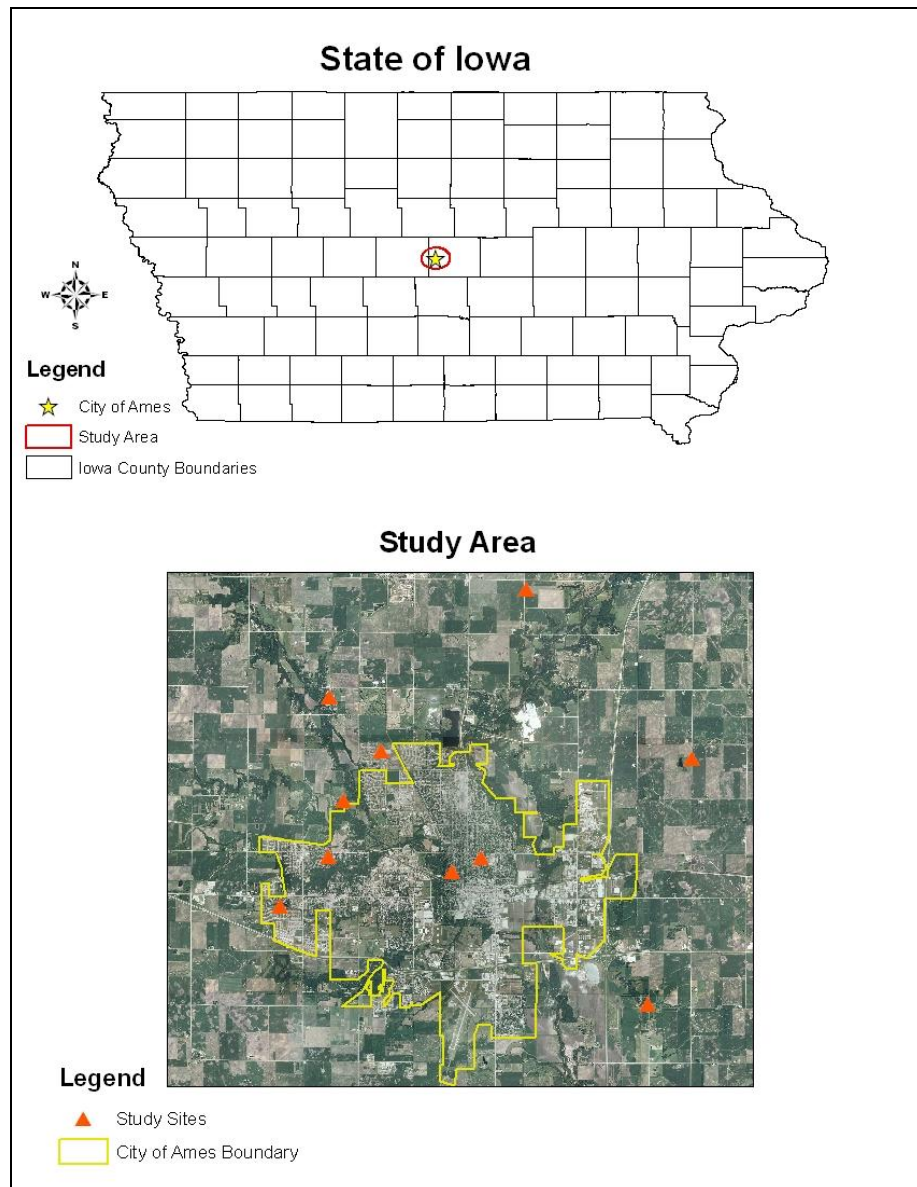 State of Iowa
N
W E
S
Legend
City of Ames
Study Area
Iowa County Boundaries
Study Area
Legend
Study Sites
City of Ames Boundary